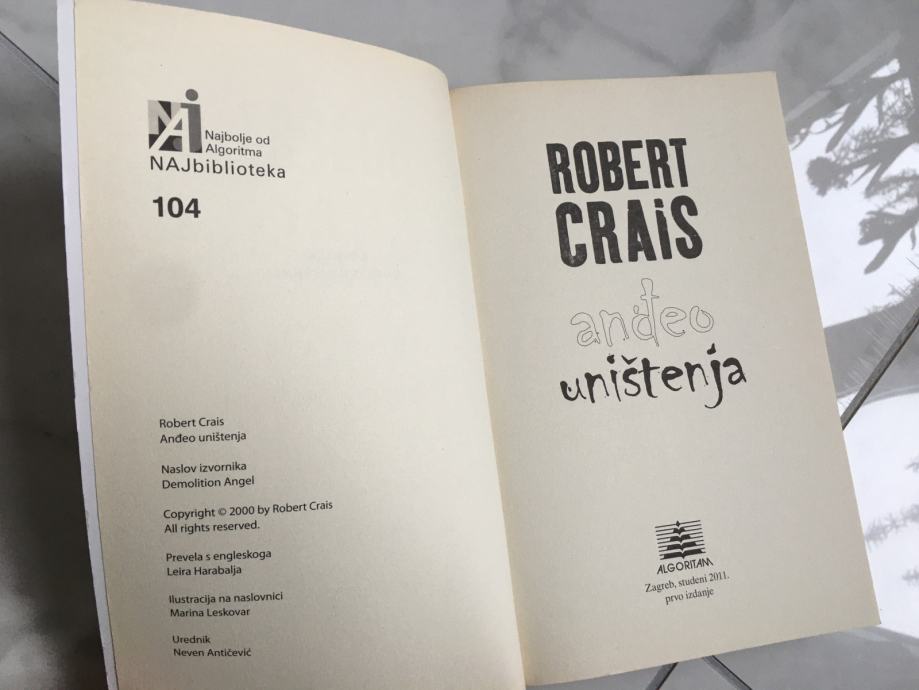 NAJ
Najbolje od
Algoritma
NAJbiblioteka
104
Robert Crais
Anđeo uništenja
Naslov izvornika
Demolition Angel
Copyright © 2000 by Robert Crais
All rights reserved.
Prevela s engleskoga
Leira Harabalja
Ilustracija na naslovnici
Marina Leskovar
Urednik
Neven Antičević
ROBERT
CRAiS
anđeo
uništenja
ALGORITAM
Zagreb, studeni 2011.
prvo izdanje